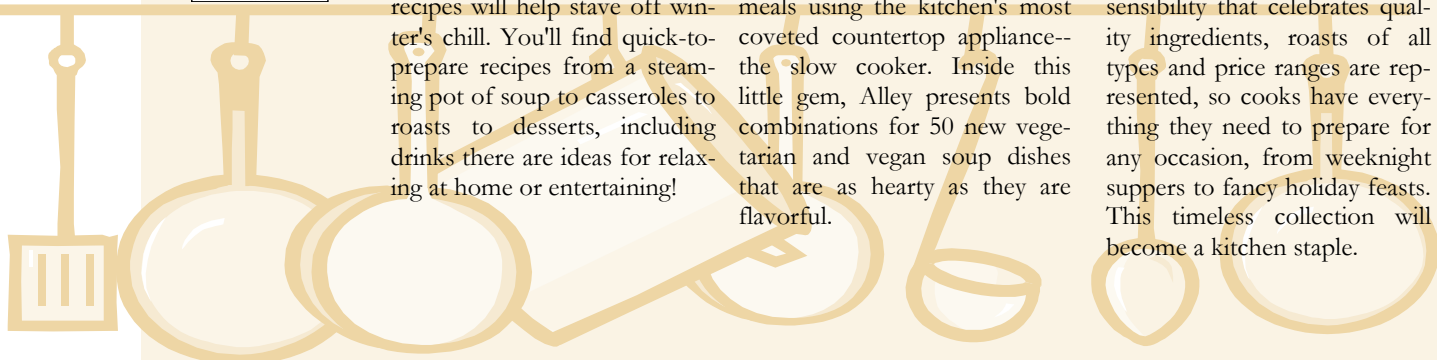 recipes will help stave off win-
ter's chill. You'll find quick-to-
prepare recipes from a steam-
ing pot of soup to casseroles to
roasts to desserts, including
drinks there are ideas for relax-
ing at home or entertaining!
meals using the kitchen's most
coveted countertop appliance--
the slow cooker. Inside this
little gem, Alley presents bold
combinations for 50 new vege-
tarian and vegan soup dishes
that are as hearty as they are
flavorful.
sensibility that celebrates qual-
ity ingredients, roasts of all
types and price ranges are rep-
resented, so cooks have every-
thing they need to prepare for
any occasion, from weeknight
suppers to fancy holiday feasts.
This timeless collection will
become a kitchen staple.